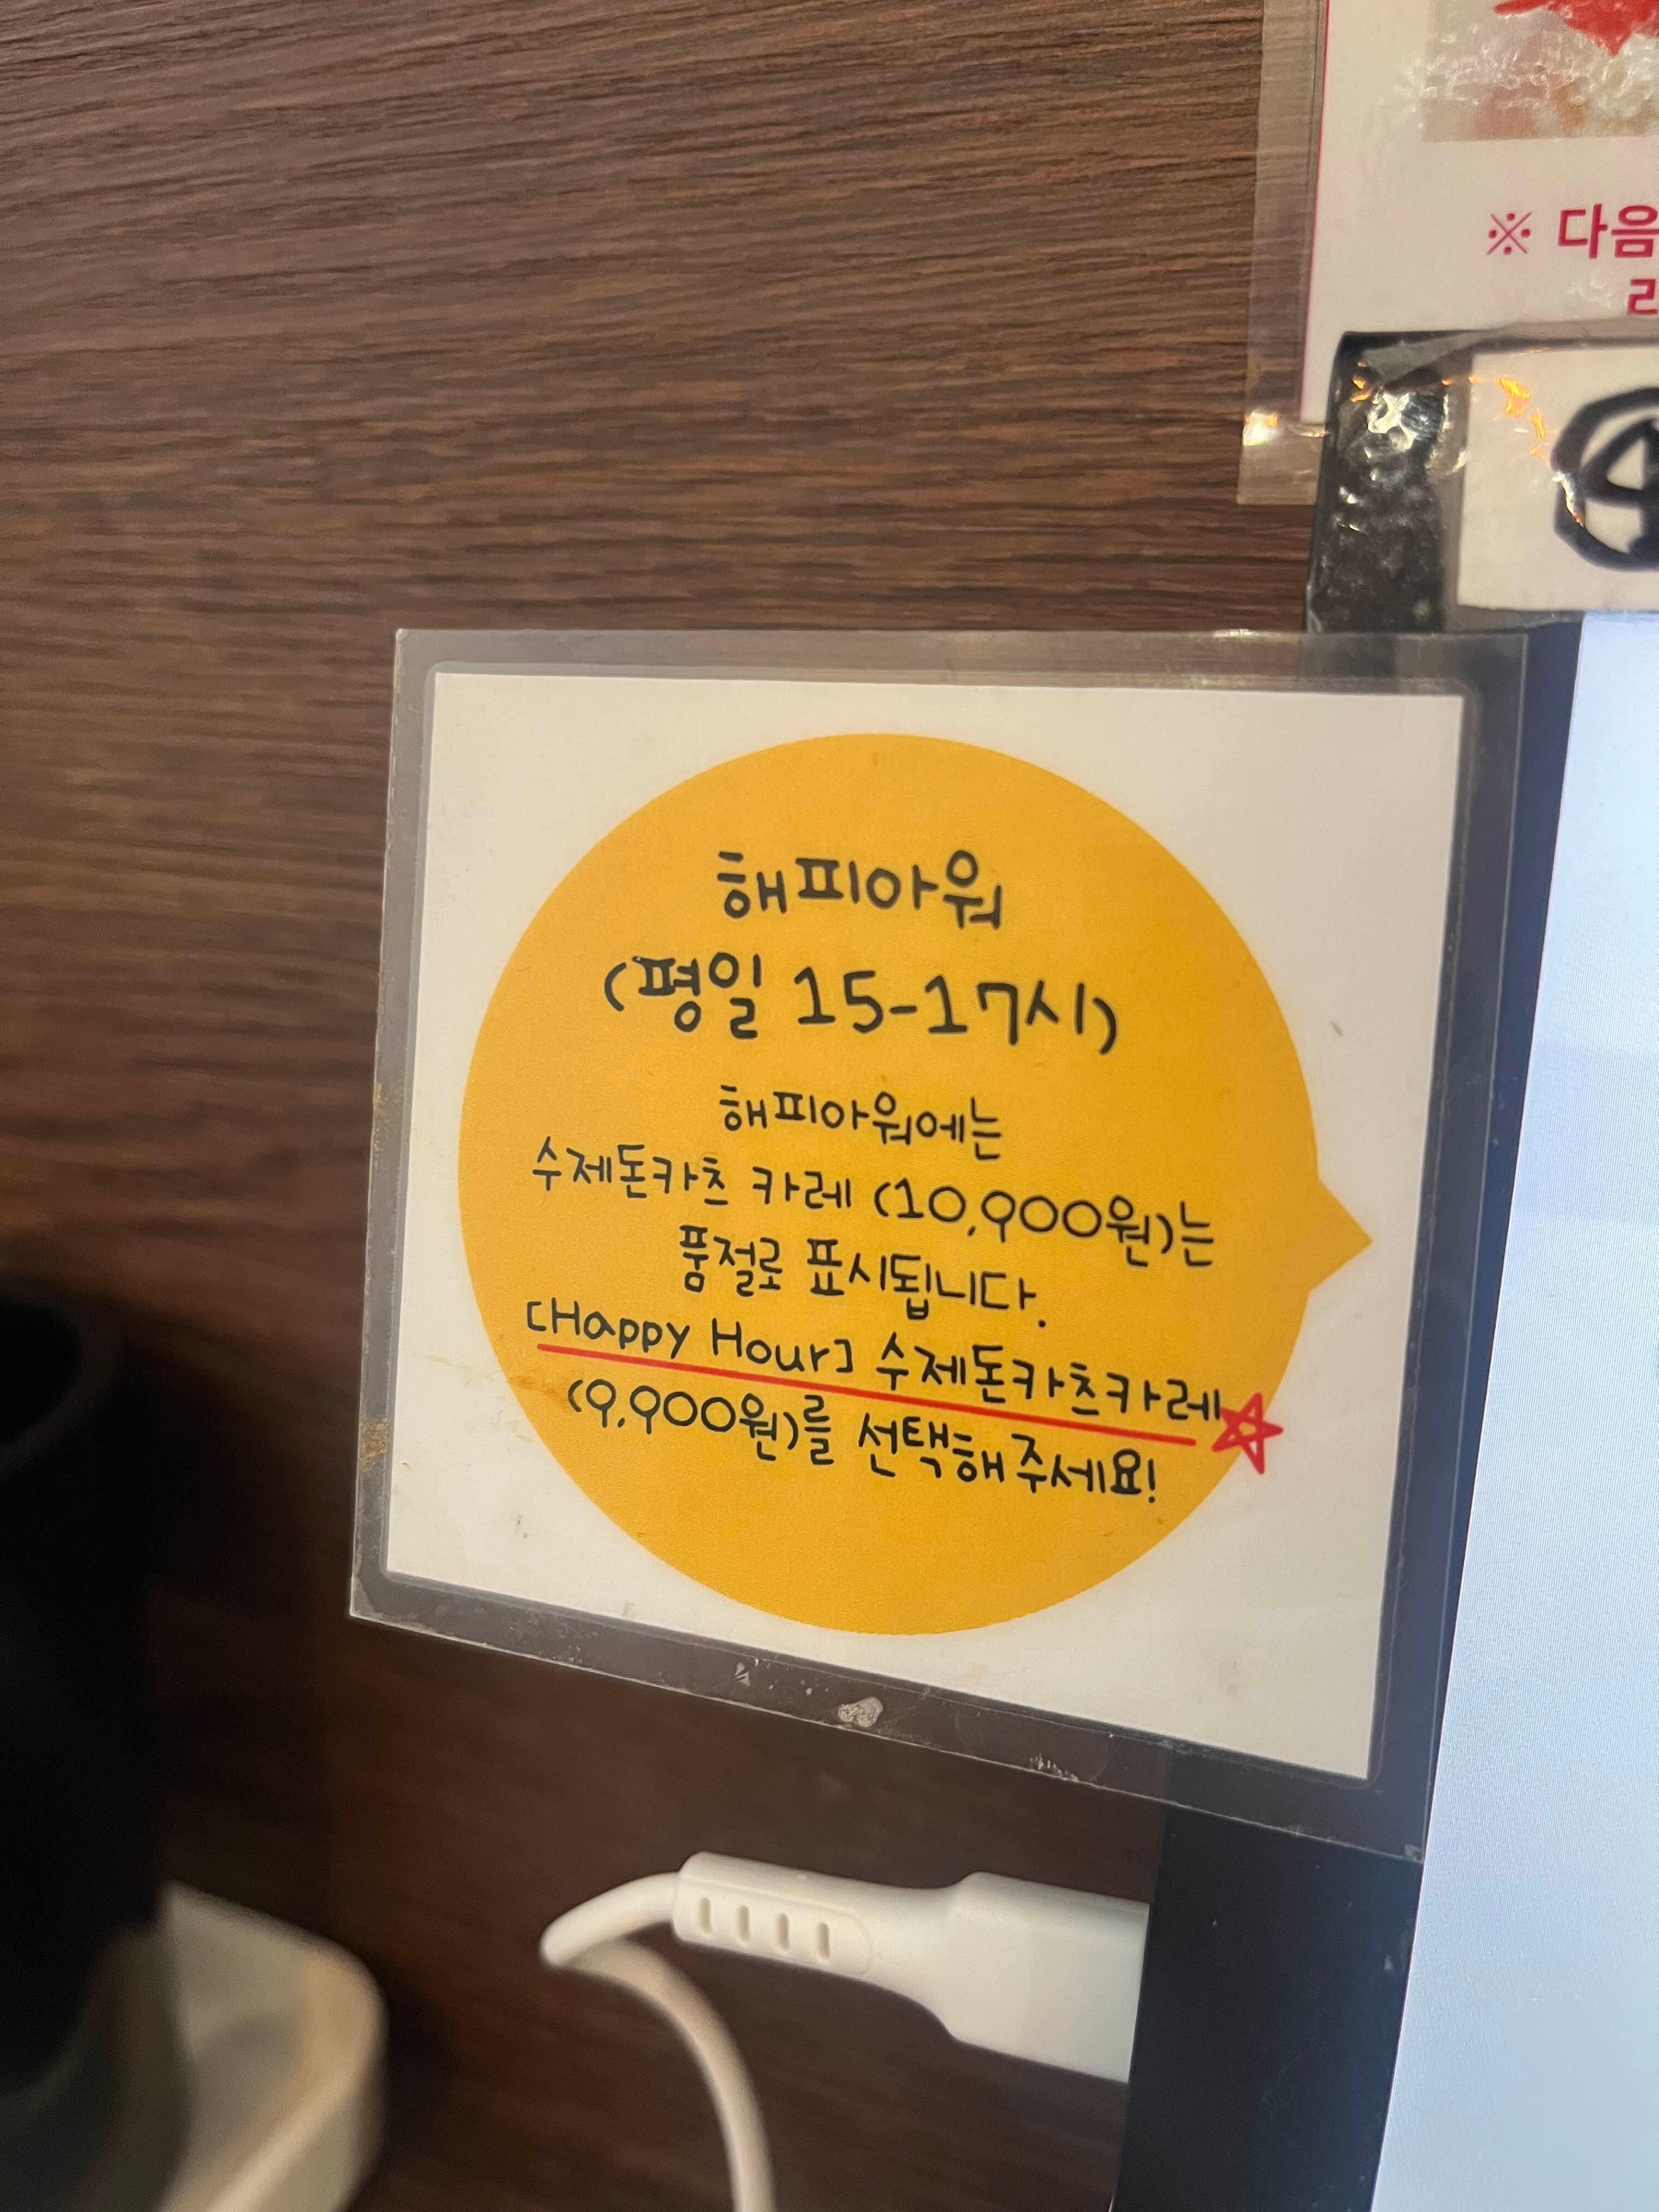 ※ 다음
해피아워
(평일 15-17시)
해피아워에는
수제돈카츠 카레 (10,900원)는
품절로 표시됩니다.
[Happy Hour] 수제돈카츠카레
(9,900원)를 선택해주세요!